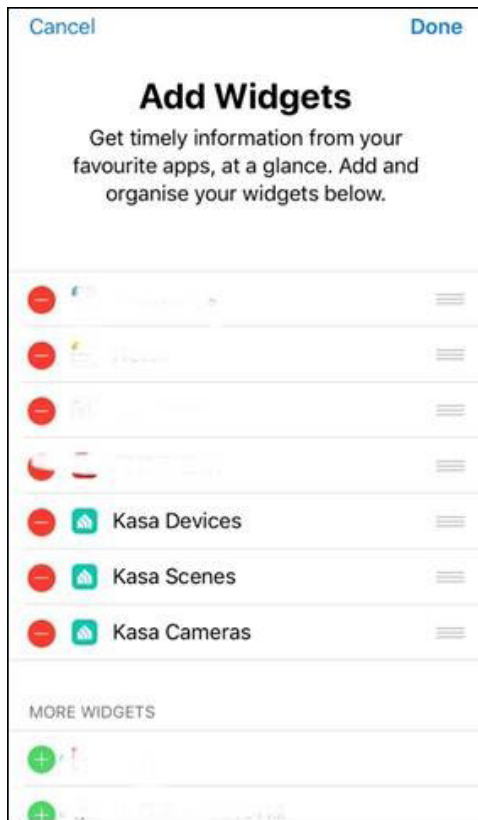 Cancel
Done
Add Widgets
Get timely information from your
favourite apps, at a glance. Add and
organise your widgets below.
Kasa Devices
Kasa Scenes
Kasa Cameras
MORE WIDGETS